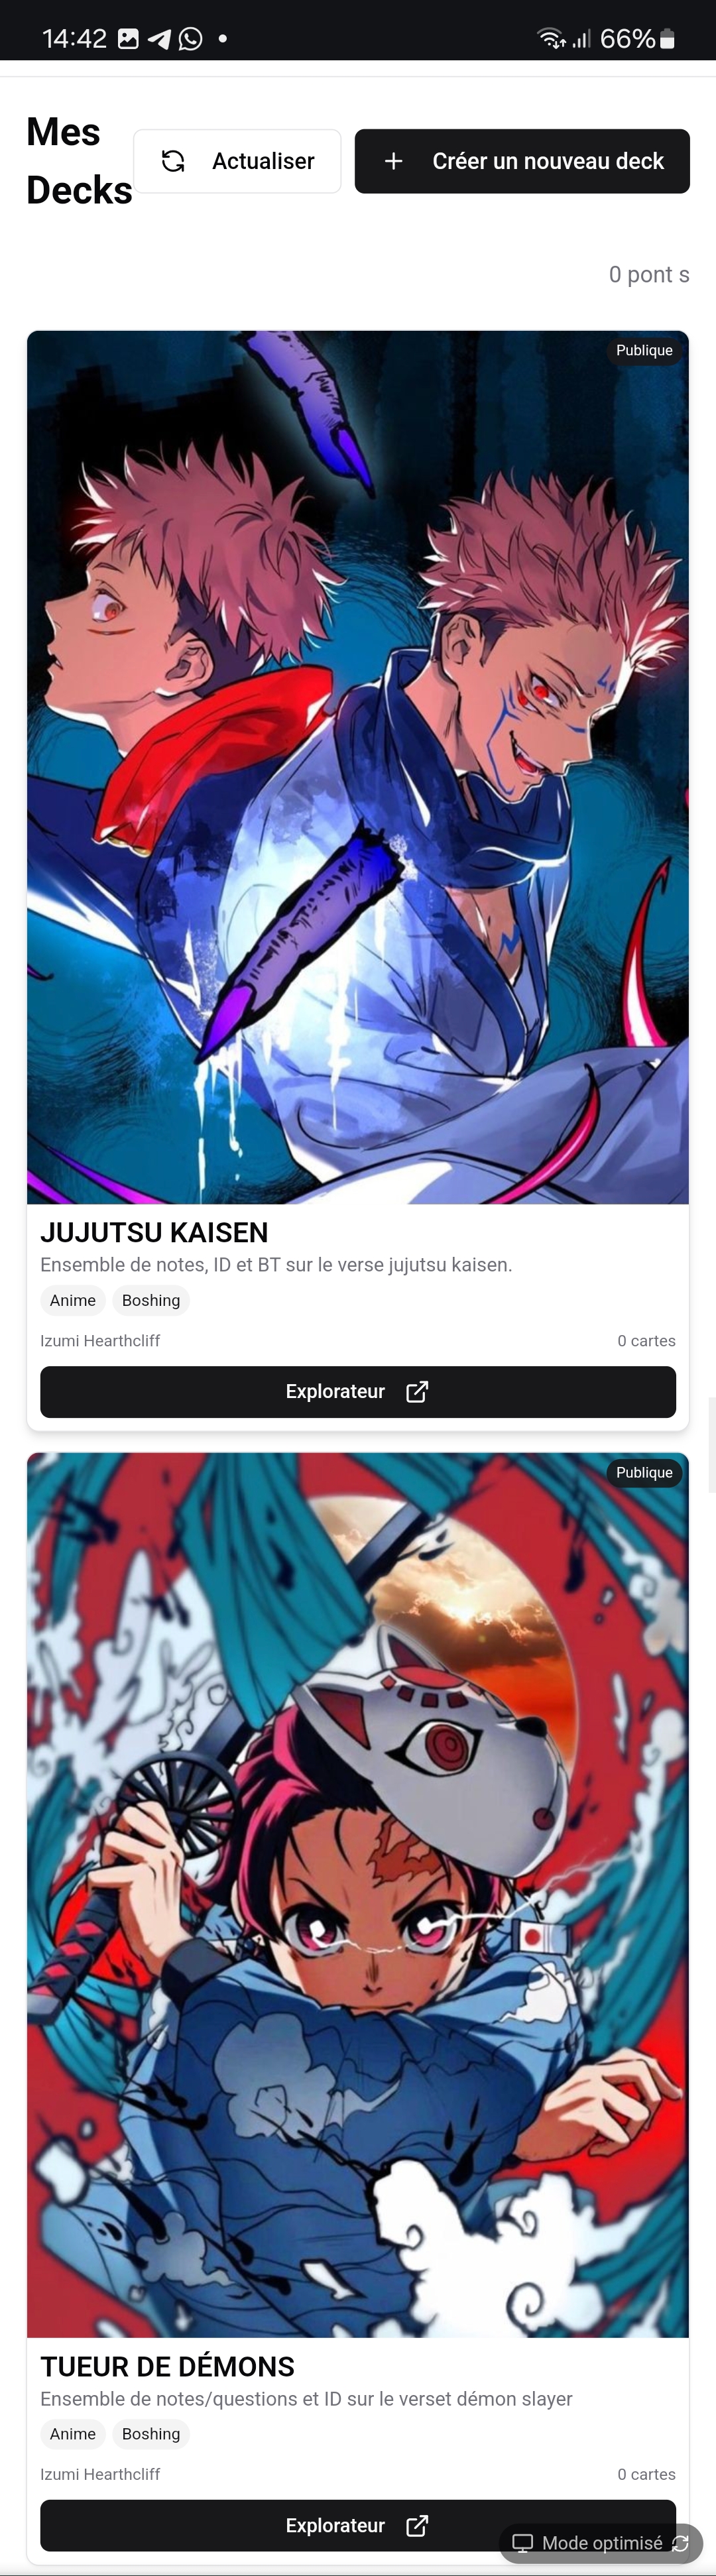 14:42
66%
Mes
Decks
Actualiser
Créer un nouveau deck
0 pont s
Publique
JUJUTSU KAISEN
Ensemble de notes, ID et BT sur le verse jujutsu kaisen.
Anime Boshing
Izumi Hearthcliff 0 cartes
Explorateur
Publique
TUEUR DE DÉMONS
Ensemble de notes/questions et ID sur le verset démon slayer
Anime Boshing
Izumi Hearthcliff 0 cartes
Explorateur
Mode optimisé